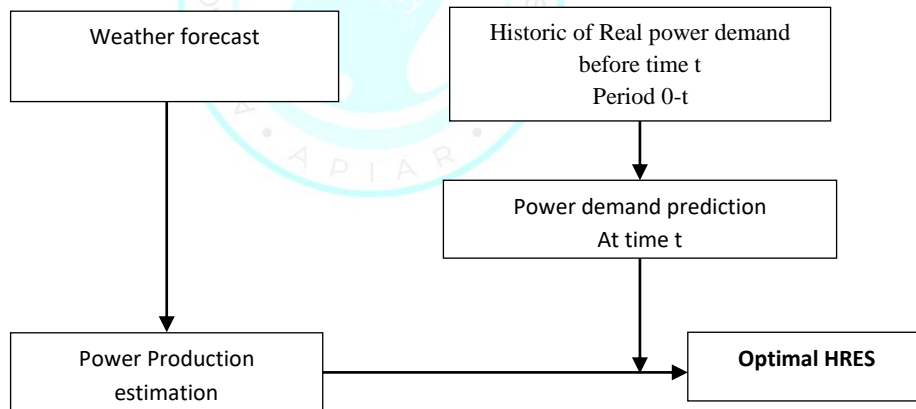 Weather forecast
Historic of Real power demand
before time t
Period 0-t
Power demand prediction
At time t
Power Production
estimation
Optimal HRES
APIAR